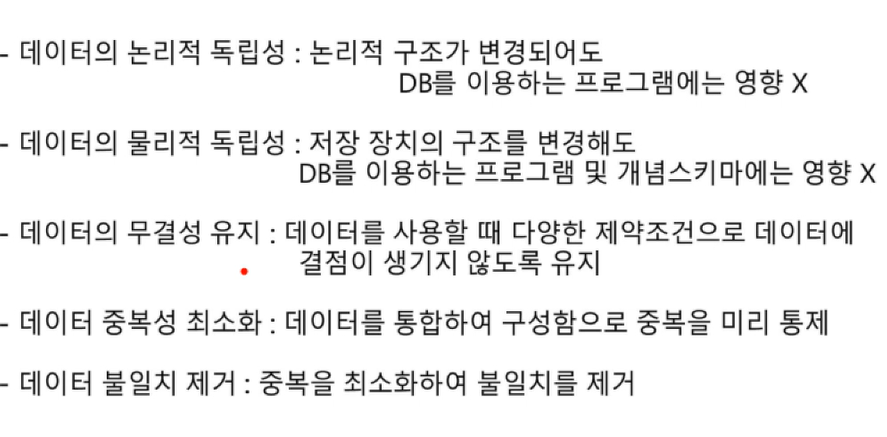 - 데이터의 논리적 독립성 : 논리적 구조가 변경되어도
DB를 이용하는 프로그램에는 영향 X
- 데이터의 물리적 독립성 : 저장 장치의 구조를 변경해도
DB를 이용하는 프로그램 및 개념스키마에는 영향 X
- 데이터의 무결성 유지 : 데이터를 사용할 때 다양한 제약조건으로 데이터에
결점이 생기지 않도록 유지
- 데이터 중복성 최소화 : 데이터를 통합하여 구성함으로 중복을 미리 통제
- 데이터 불일치 제거 : 중복을 최소화하여 불일치를 제거